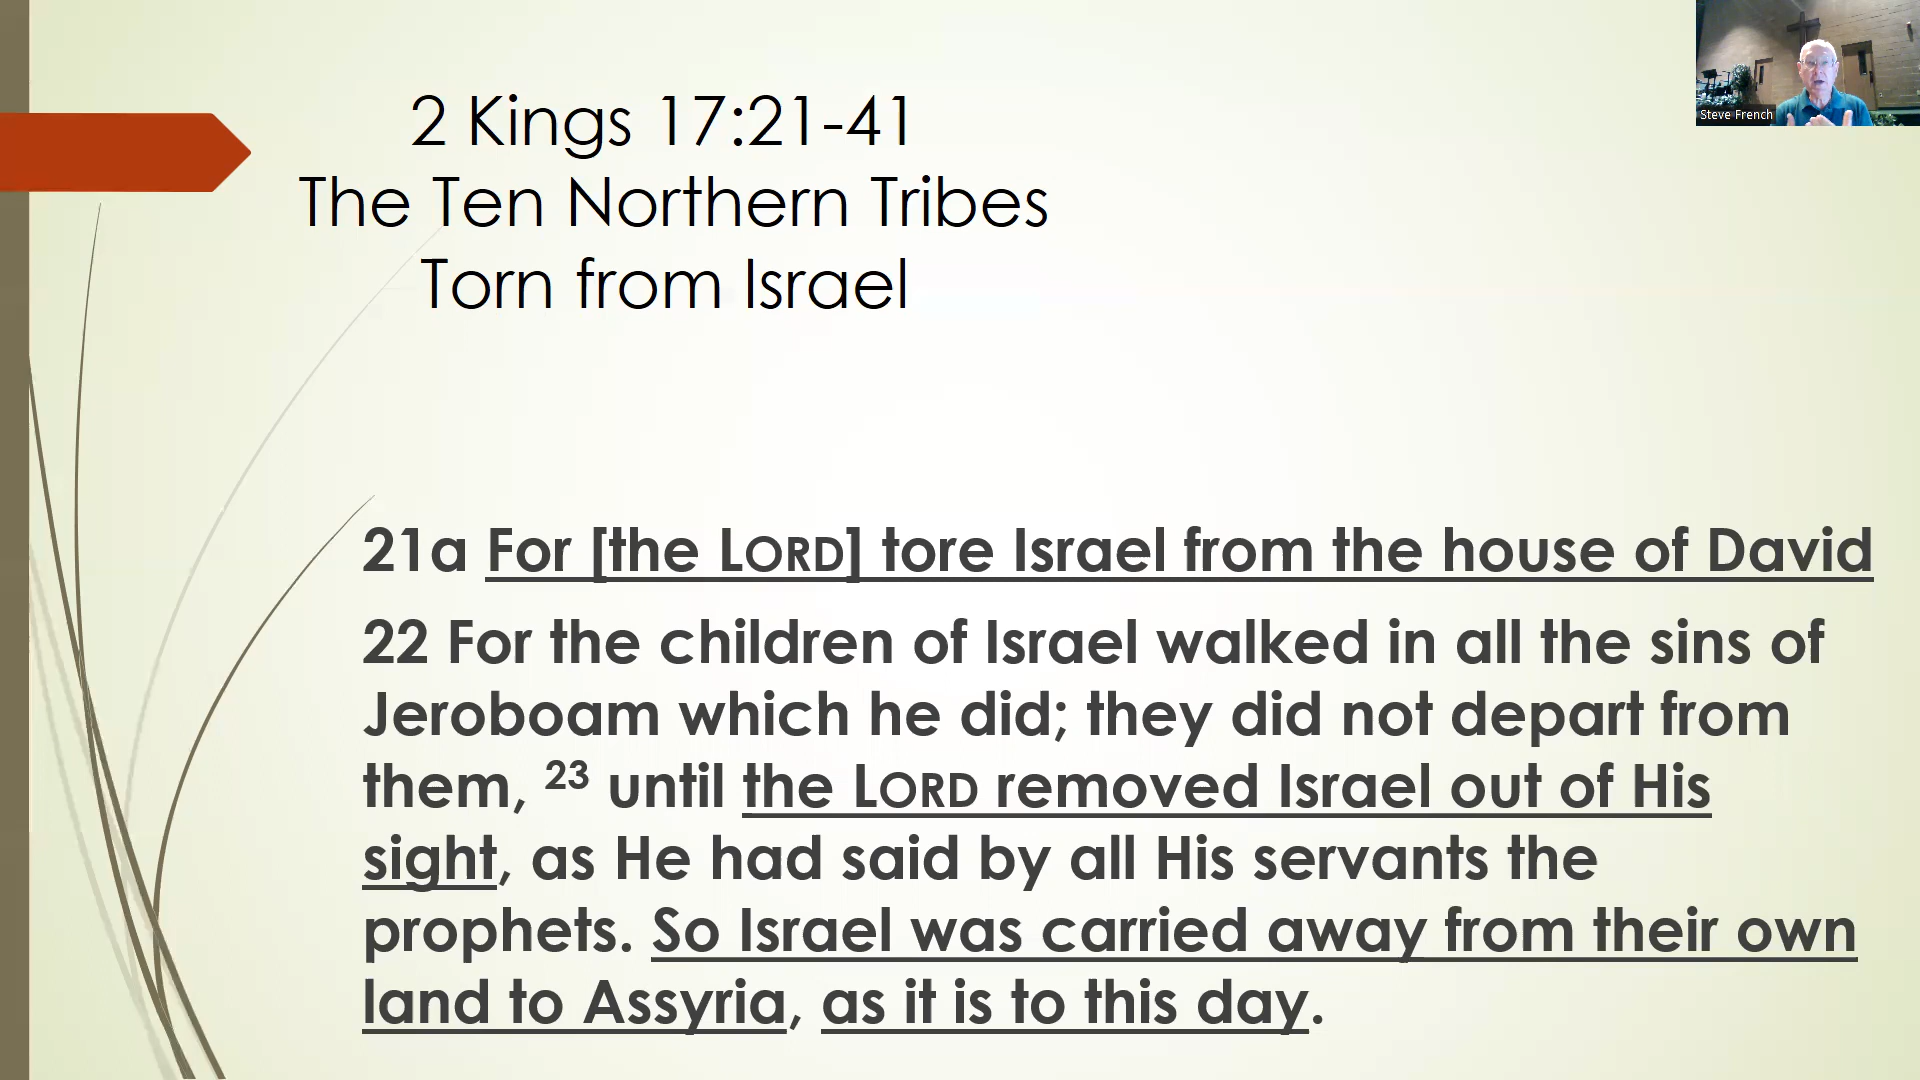 2 Kings 17:21-41
The Ten Northern Tribes
Torn from Israel
Steve French
21a For [the LORD] tore Israel from the house of David
22 For the children of Israel walked in all the sins of
Jeroboam which he did; they did not depart from
them, 23 until the LORD removed Israel out of His
sight, as He had said by all His servants the
prophets. So Israel was carried away from their own
land to Assyria, as it is to this day.